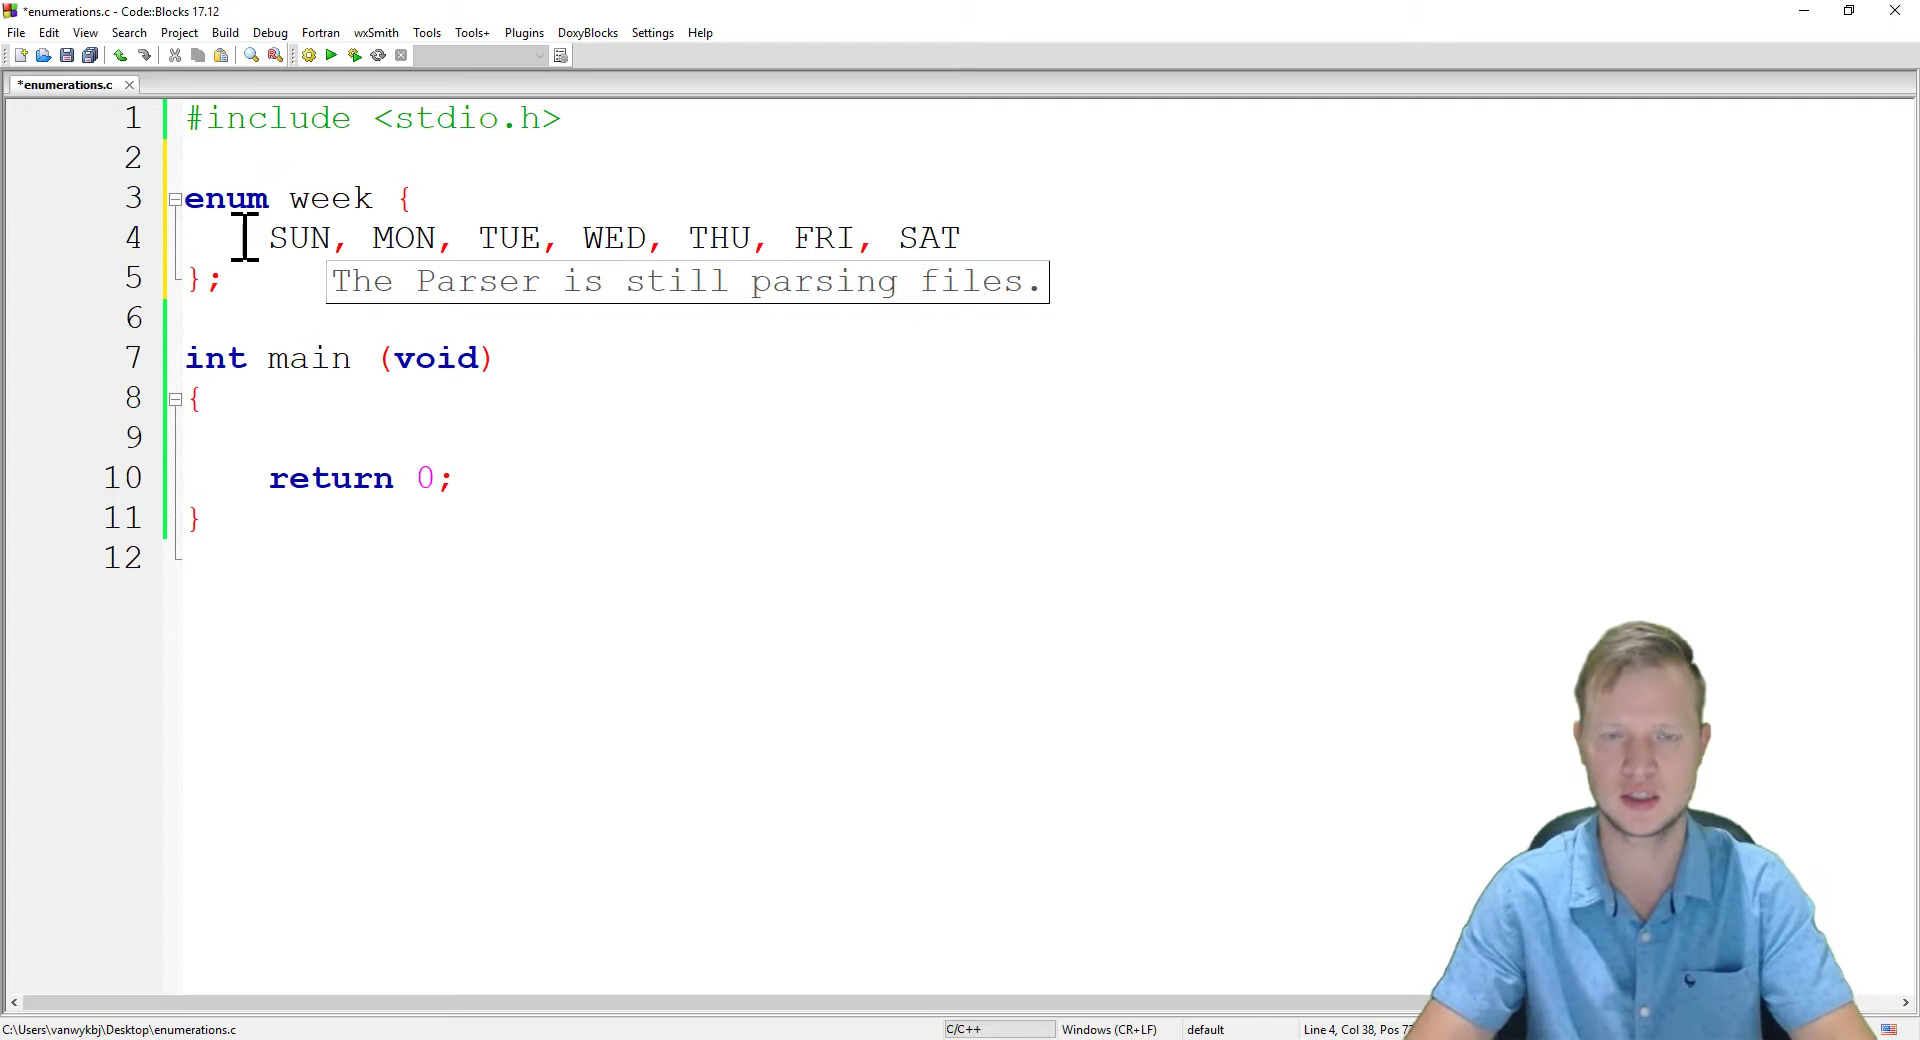 *enumerations.c - Code::Blocks 17.12
File Edit View Search Project Build Debug Fortran wxSmith Tools Tools+ Plugins DoxyBlocks Settings Help
*enumerations.c
1 #include <stdio.h>
2
3 enum week {
4 SUN, MON, TUE, WED, THU, FRI, SAT
5 };
The Parser is still parsing files.
6
7 int main (void)
8 {
9
10 return 0;
11 }
12
C:\Users\vanwykbj\Desktop\enumerations.c C/C++ Windows (CR+LF) default Line 4, Col 38, Pos